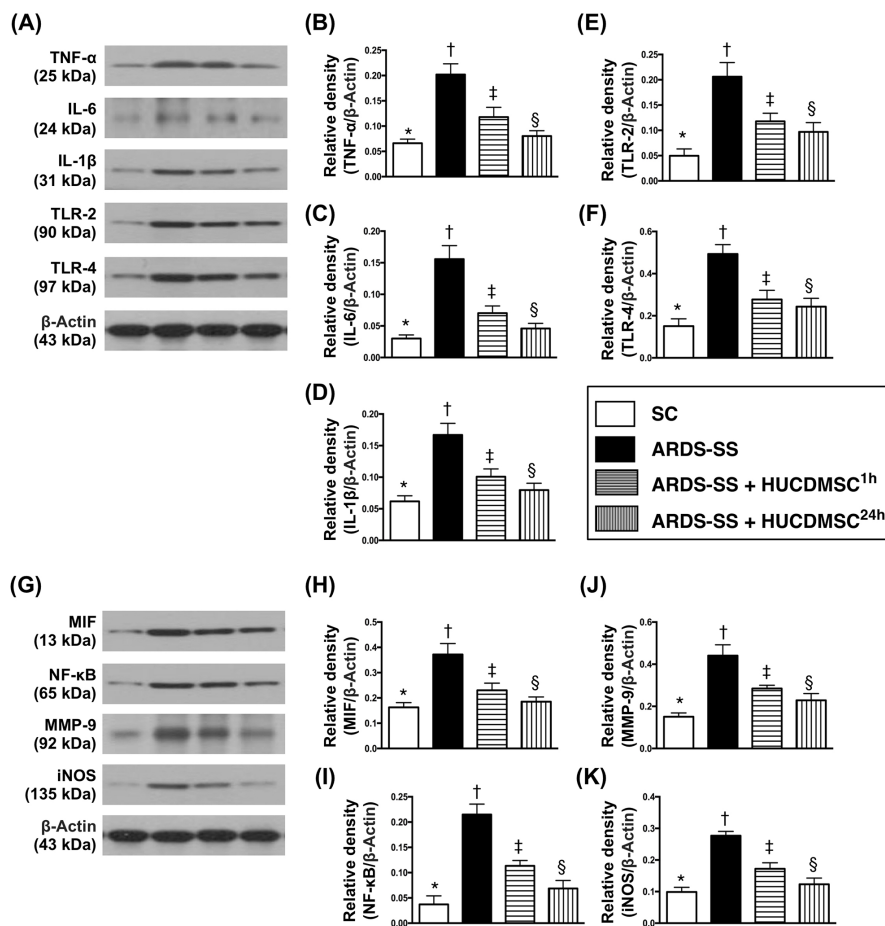 (A)
TNF-α
(25 kDa)
IL-6
(24 kDa)
IL-1β
(31 kDa)
TLR-2
(90 kDa)
TLR-4
(97 kDa)
β-Actin
(43 kDa)
(B)
Relative density
(TNF-α/β-Actin)
0.25
0.20
0.15
0.10
0.05
0.00
*
†
‡
§
(E)
Relative density
(TLR-2/β-Actin)
0.25
0.20
0.15
0.10
0.05
0.00
*
†
‡
§
(C)
Relative density
(IL-6/β-Actin)
0.20
0.15
0.10
0.05
0.00
*
†
‡
§
(F)
Relative density
(TLR-4/β-Actin)
0.6
0.4
0.2
0.0
*
†
‡
§
(D)
Relative density
(IL-1β/β-Actin)
0.20
0.15
0.10
0.05
0.00
*
†
‡
§
SC
ARDS-SS
ARDS-SS + HUCDMSC1h
ARDS-SS + HUCDMSC24h
(G)
MIF
(13 kDa)
NF-κB
(65 kDa)
MMP-9
(92 kDa)
iNOS
(135 kDa)
β-Actin
(43 kDa)
(H)
Relative density
(MIF/β-Actin)
0.5
0.4
0.3
0.2
0.1
0.0
*
†
‡
§
(J)
Relative density
(MMP-9/β-Actin)
0.6
0.4
0.2
0.0
*
†
‡
§
(I)
Relative density
(NF-κB/β-Actin)
0.25
0.20
0.15
0.10
0.05
0.00
*
†
‡
§
(K)
Relative density
(iNOS/β-Actin)
0.4
0.3
0.2
0.1
0.0
*
†
‡
§